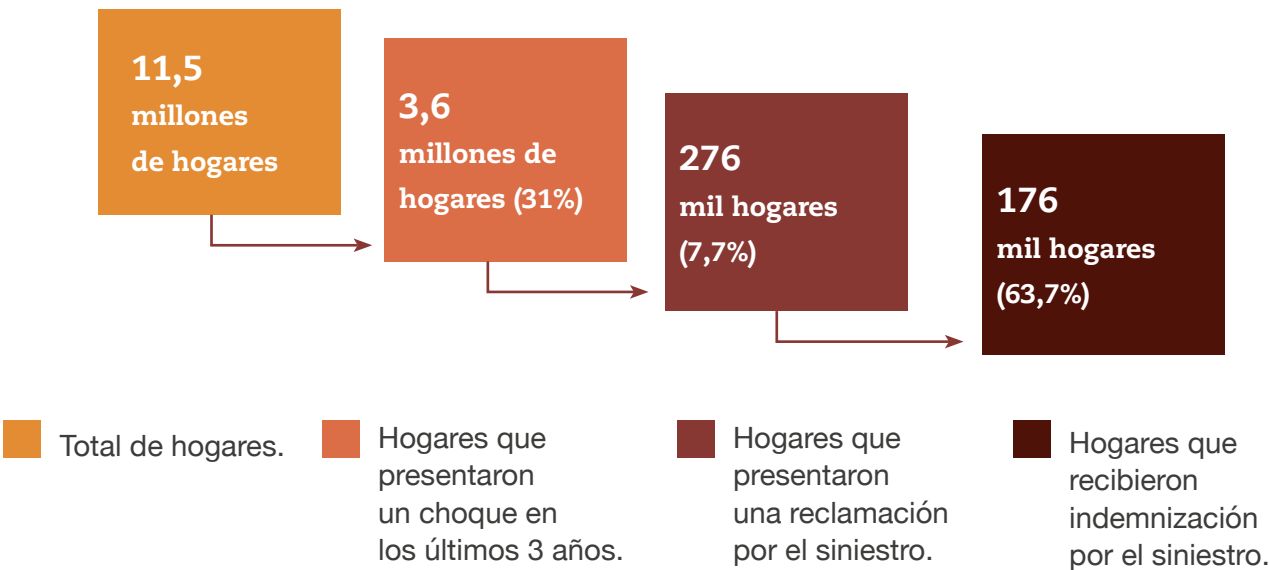 11,5
millones
de hogares
3,6
millones de
hogares (31%)
276
mil hogares
(7,7%)
176
mil hogares
(63,7%)
Total de hogares.
Hogares que
presentaron
un choque en
los últimos 3 años.
Hogares que
presentaron
una reclamación
por el siniestro.
Hogares que
recibieron
indemnización
por el siniestro.